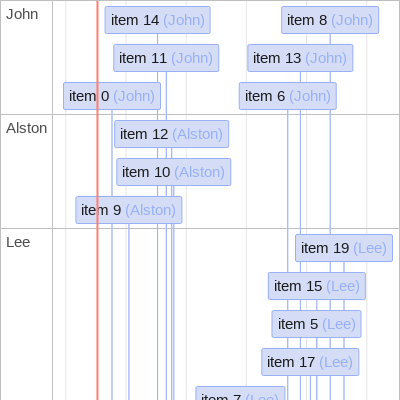 John
item 14 (John)
item 8 (John)
item 11 (John)
item 13 (John)
item 0 (John)
item 6 (John)
Alston
item 12 (Alston)
item 10 (Alston)
item 9 (Alston)
Lee
item 19 (Lee)
item 15 (Lee)
item 5 (Lee)
item 17 (Lee)
item 7 (Lee)